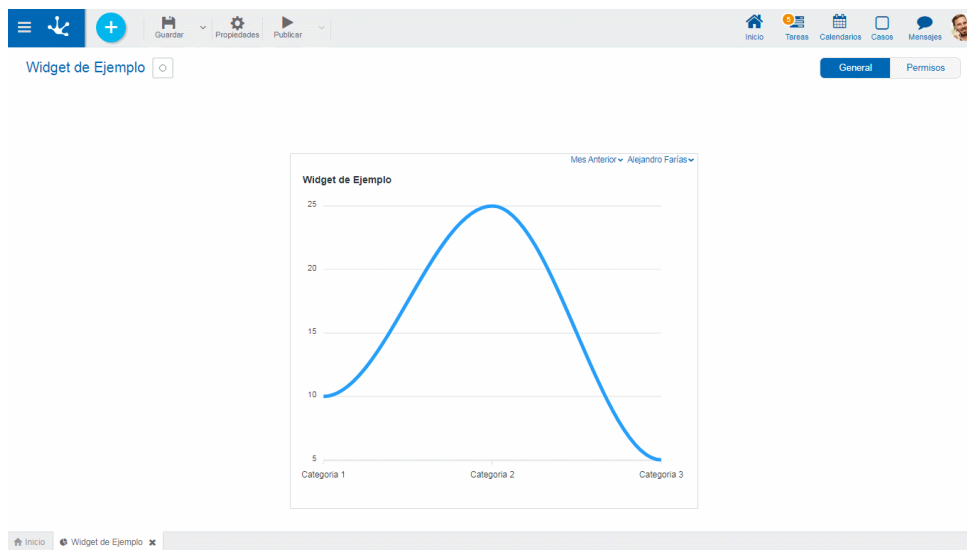 Guardar Propiedades Publicar Inicio 5 Tareas Calendarios Casos Mensajes
Widget de Ejemplo General Permisos
Mes Anterior Alejandro Farías
Widget de Ejemplo
25
20
15
10
5
Categoria 1 Categoria 2 Categoria 3
Inicio Widget de Ejemplo